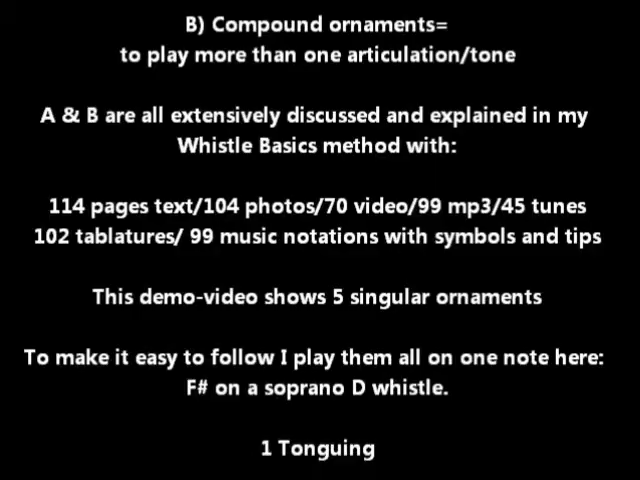 B) Compound ornaments=
to play more than one articulation/tone
A & B are all extensively discussed and explained in my
Whistle Basics method with:
114 pages text/104 photos/70 video/99 mp3/45 tunes
102 tablatures/ 99 music notations with symbols and tips
This demo-video shows 5 singular ornaments
To make it easy to follow I play them all on one note here:
F# on a soprano D whistle.
1 Tonguing